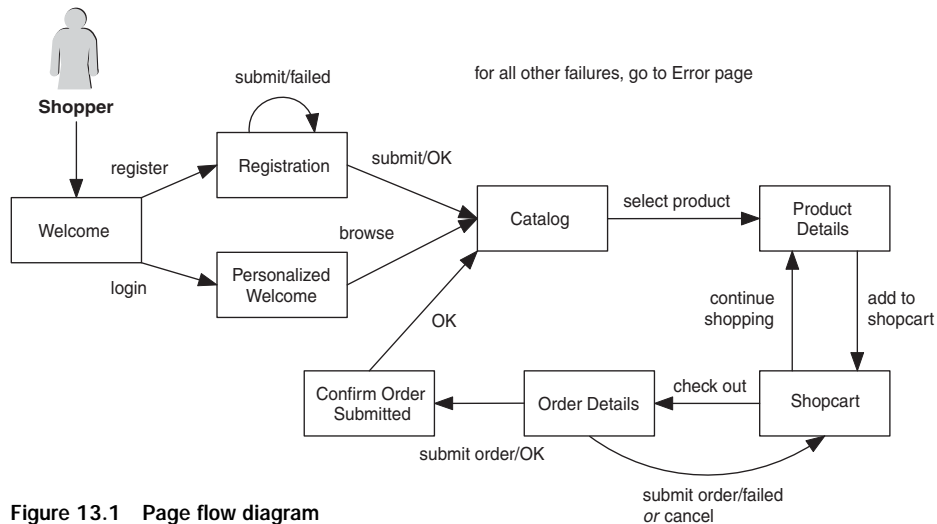 submit/failed
for all other failures, go to Error page
Shopper
register
Registration
submit/OK
Welcome
Catalog
select product
Product
Details
browse
login
Personalized
Welcome
OK
continue
shopping
add to
shopcart
Confirm Order
Submitted
Order Details
check out
Shopcart
submit order/OK
submit order/failed
or cancel
Figure 13.1 Page flow diagram